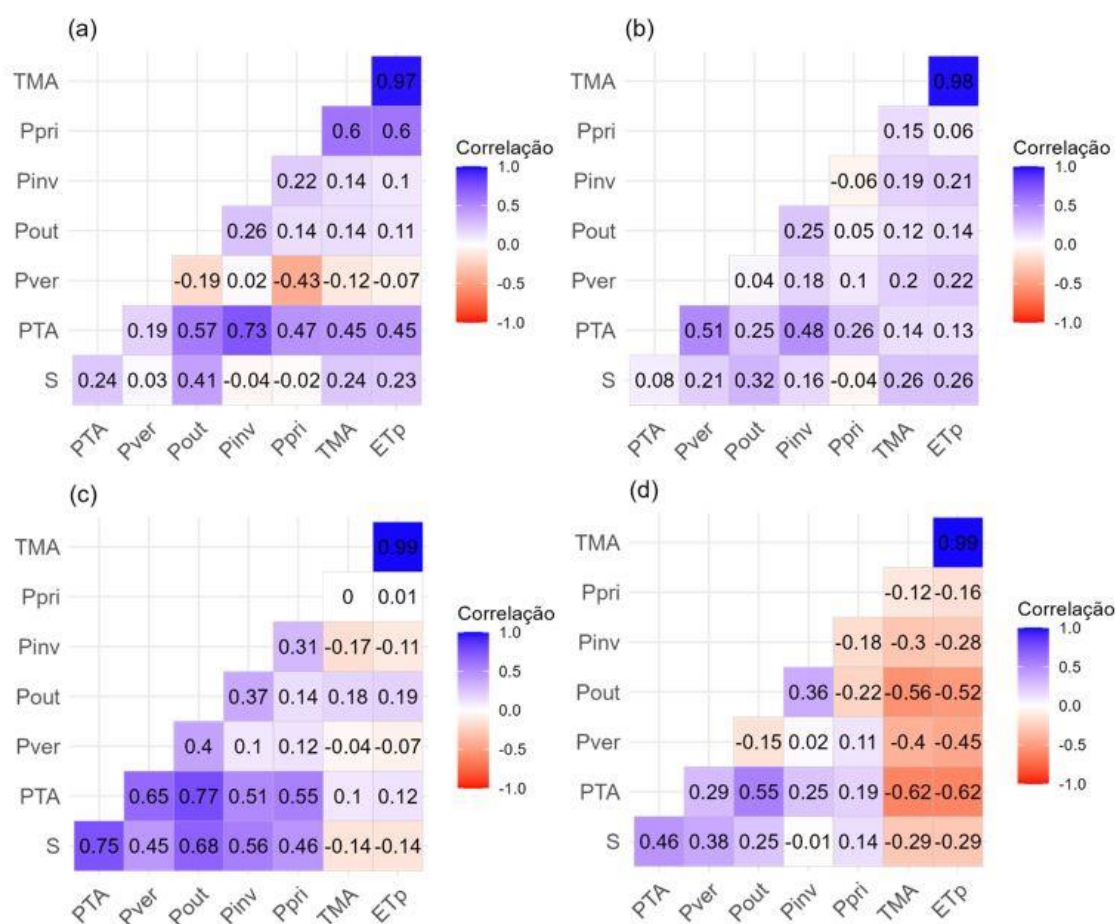 (a)
TMA 0.97
Ppri 0.6 0.6
Pinv 0.22 0.14 0.1
Pout 0.26 0.14 0.14 0.11
Pver -0.19 0.02 -0.43 -0.12 -0.07
PTA 0.19 0.57 0.73 0.47 0.45 0.45
S 0.24 0.03 0.41 -0.04 -0.02 0.24 0.23
PTA Pver Pout Pinv Ppri TMA ETp
Correlação
1.0
0.5
0.0
-0.5
-1.0
(b)
TMA 0.98
Ppri 0.15 0.06
Pinv -0.06 0.19 0.21
Pout 0.25 0.05 0.12 0.14
Pver 0.04 0.18 0.1 0.2 0.22
PTA 0.51 0.25 0.48 0.26 0.14 0.13
S 0.08 0.21 0.32 0.16 -0.04 0.26 0.26
PTA Pver Pout Pinv Ppri TMA ETp
Correlação
1.0
0.5
0.0
-0.5
-1.0
(c)
TMA 0.99
Ppri 0 0.01
Pinv 0.31 -0.17 -0.11
Pout 0.37 0.14 0.18 0.19
Pver 0.4 0.1 0.12 -0.04 -0.07
PTA 0.65 0.77 0.51 0.55 0.1 0.12
S 0.75 0.45 0.68 0.56 0.46 -0.14 -0.14
PTA Pver Pout Pinv Ppri TMA ETp
Correlação
1.0
0.5
0.0
-0.5
-1.0
(d)
TMA 0.99
Ppri -0.12 -0.16
Pinv -0.18 -0.3 -0.28
Pout 0.36 -0.22 -0.56 -0.52
Pver -0.15 0.02 0.11 -0.4 -0.45
PTA 0.29 0.55 0.25 0.19 -0.62 -0.62
S 0.46 0.38 0.25 -0.01 0.14 -0.29 -0.29
PTA Pver Pout Pinv Ppri TMA ETp
Correlação
1.0
0.5
0.0
-0.5
-1.0